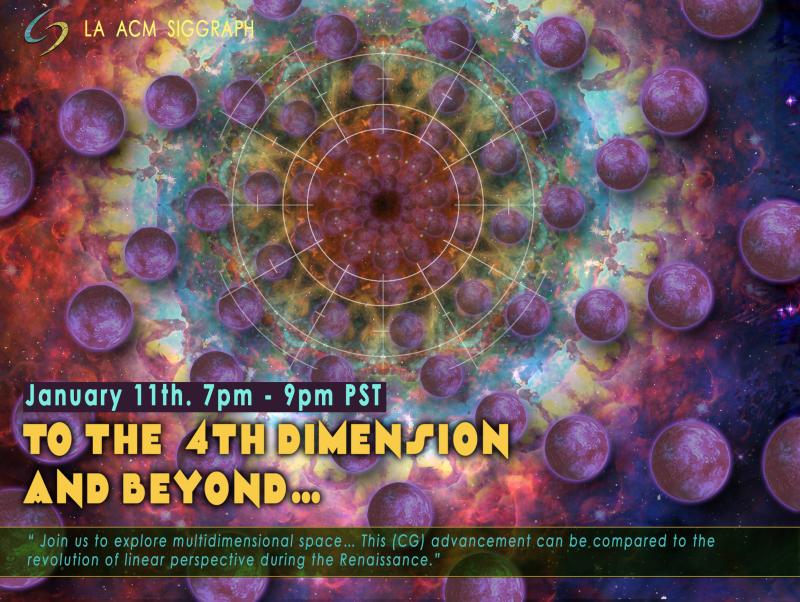 LA ACM SIGGRAPH
January 11th. 7pm - 9pm PST
TO THE 4TH DIMENSION
AND BEYOND...
" Join us to explore multidimensional space... This (CG) advancement can be compared to the
revolution of linear perspective during the Renaissance."